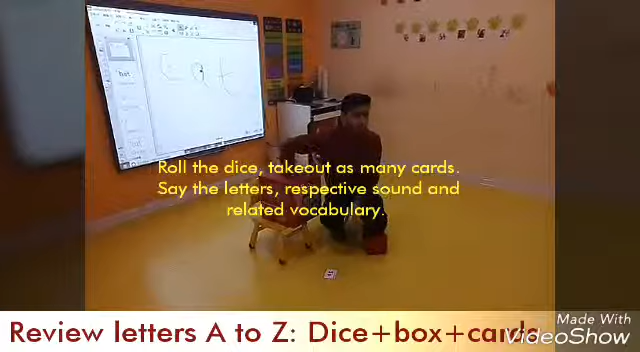 Cat
hat
Roll the dice, takeout as many cards.
Say the letters, respective sound and
related vocabulary.
Review letters A to Z: Dice+box+cards
Made With
VideoShow